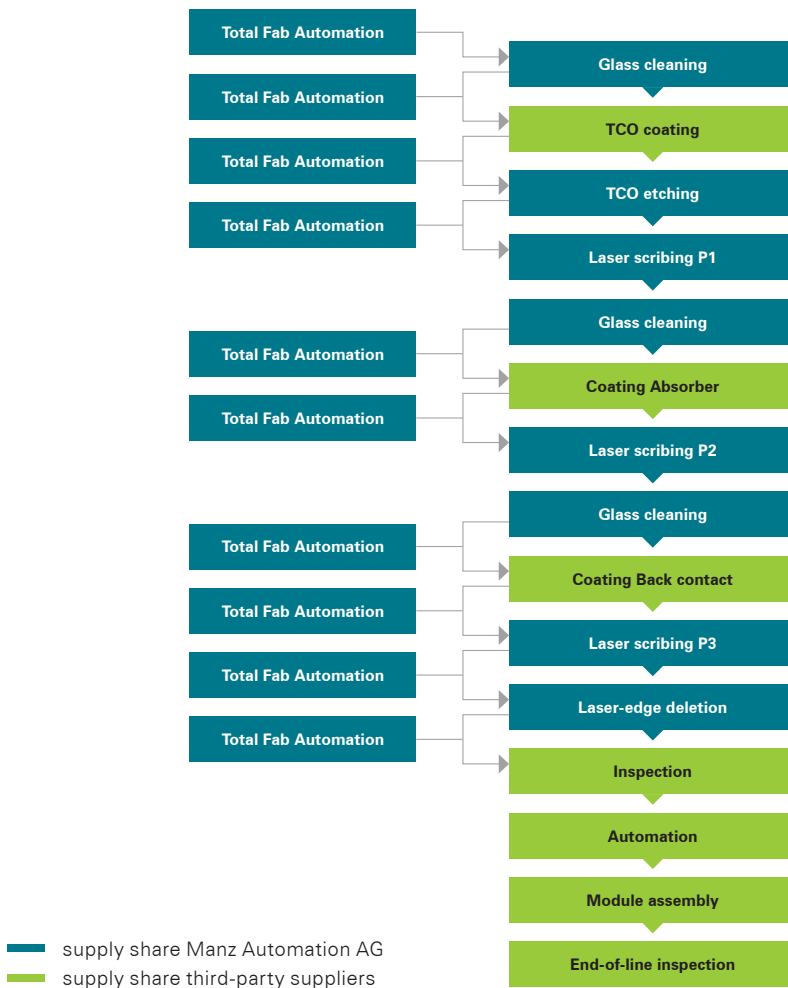 Total Fab Automation
Glass cleaning
Total Fab Automation
TCO coating
Total Fab Automation
TCO etching
Total Fab Automation
Laser scribing P1
Glass cleaning
Total Fab Automation
Coating Absorber
Total Fab Automation
Laser scribing P2
Glass cleaning
Total Fab Automation
Coating Back contact
Total Fab Automation
Laser scribing P3
Total Fab Automation
Laser-edge deletion
Total Fab Automation
Inspection
Automation
Module assembly
End-of-line inspection
supply share Manz Automation AG
supply share third-party suppliers